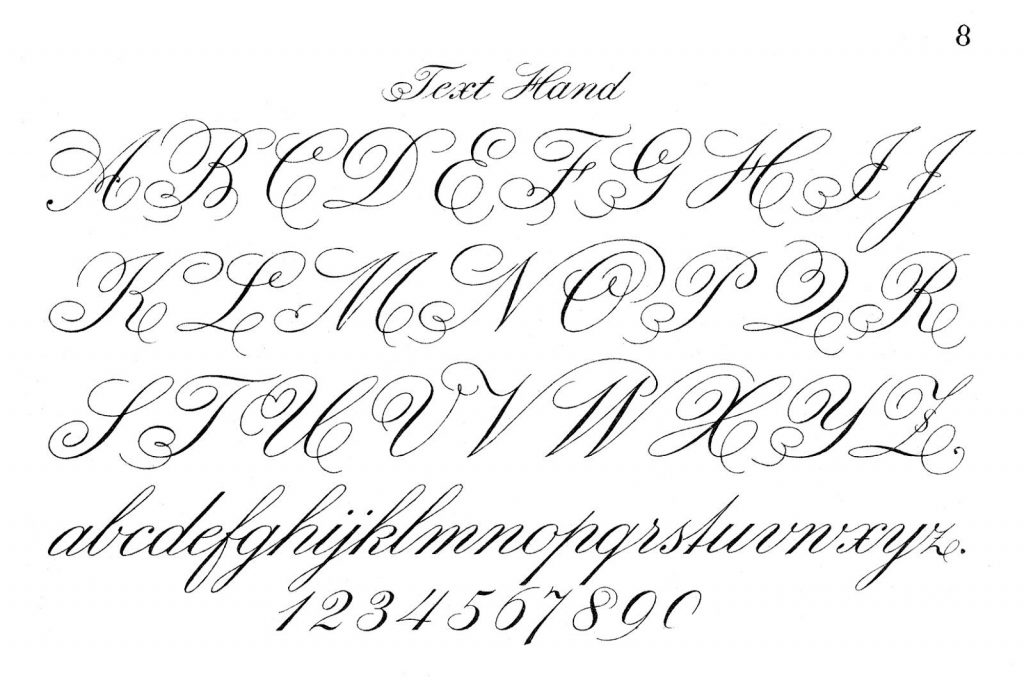 8
Text Hand
A B C D E F G H I J
K L M N O P Q R
S T U V V W X Y Z.
abcdefghijklmnopqrstuvwxyz.
1234567890